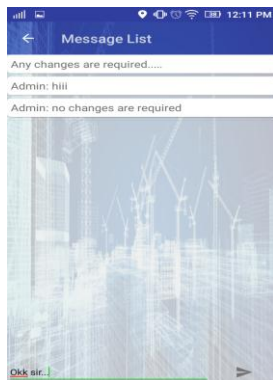 12:11 PM
Message List
Any changes are required.....
Admin: hiii
Admin: no changes are required
Okk sir..